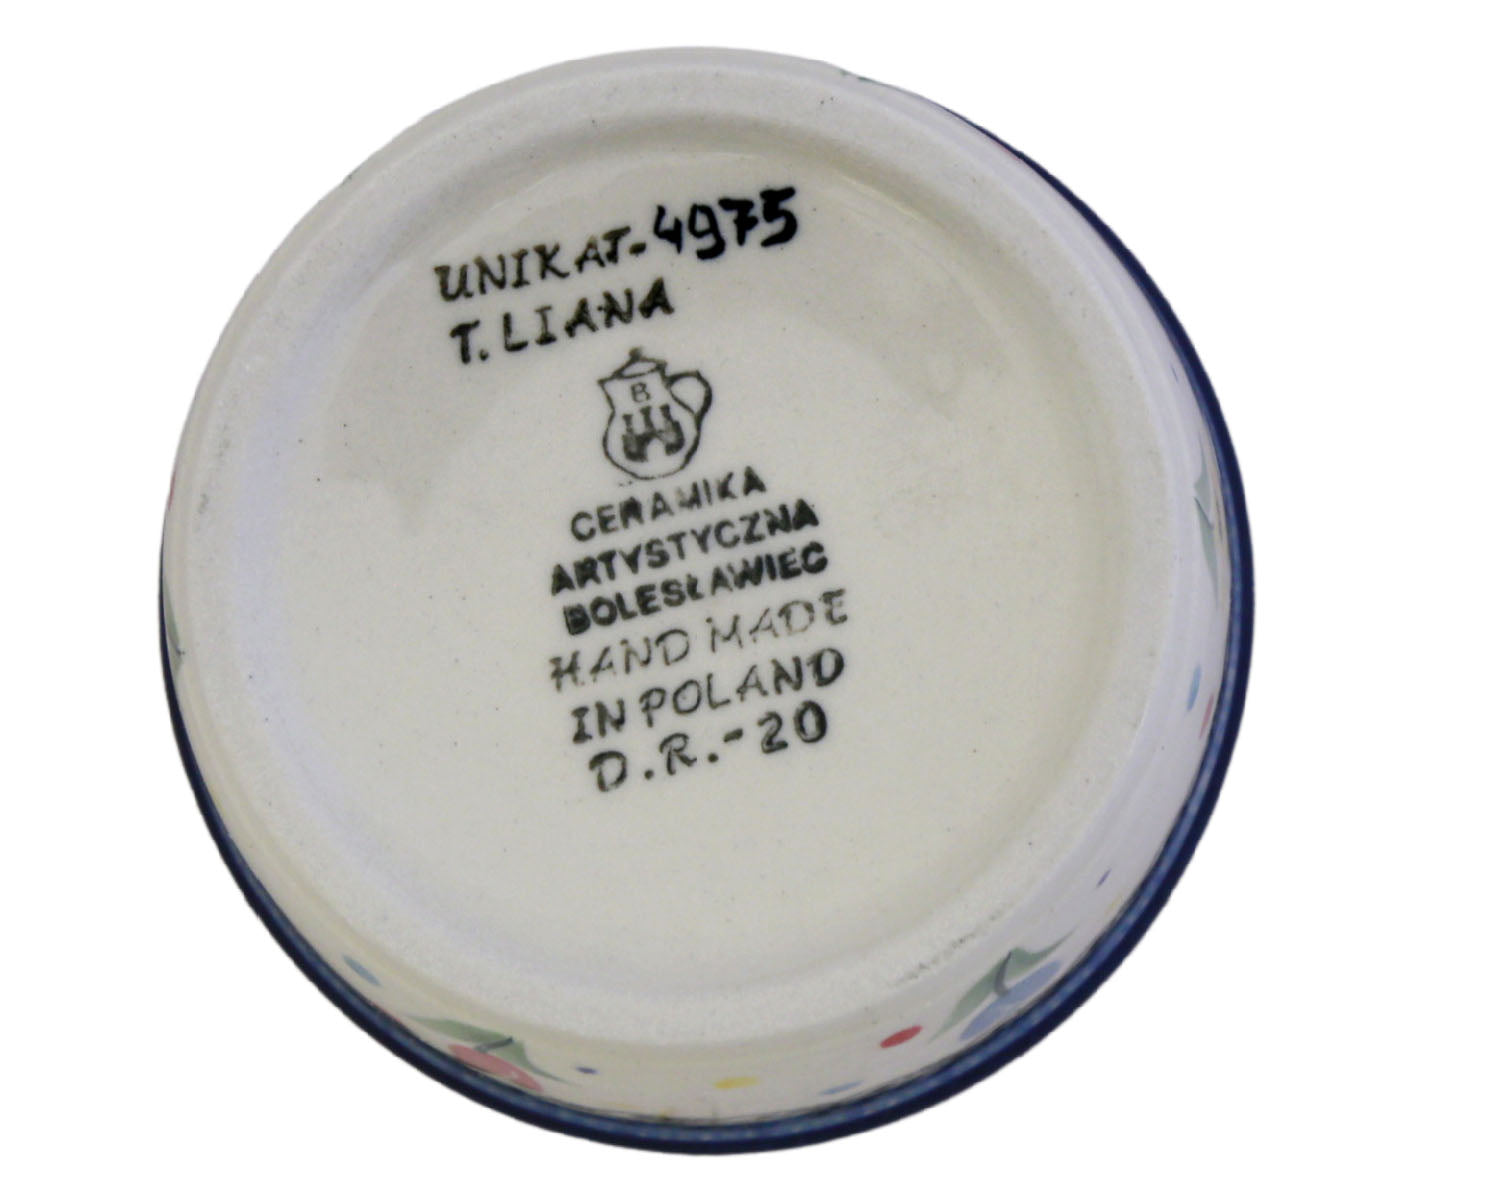 UNIKAT-4975
T. LIANA
B
CERAMIKA
ARTYSTYCZNA
BOLESŁAWIEC
HAND MADE
IN POLAND
D.R.-20